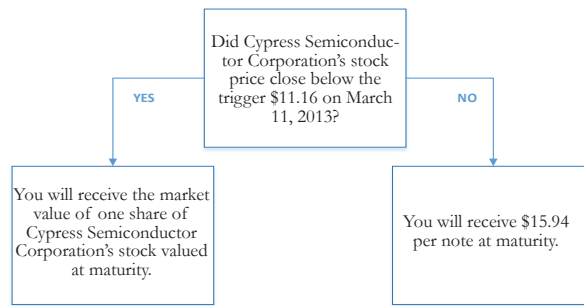 Did Cypress Semiconduc-
tor Corporation's stock
price close below the
trigger $11.16 on March
11, 2013?
YES
NO
You will receive the market
value of one share of
Cypress Semiconductor
Corporation's stock valued
at maturity.
You will receive $15.94
per note at maturity.